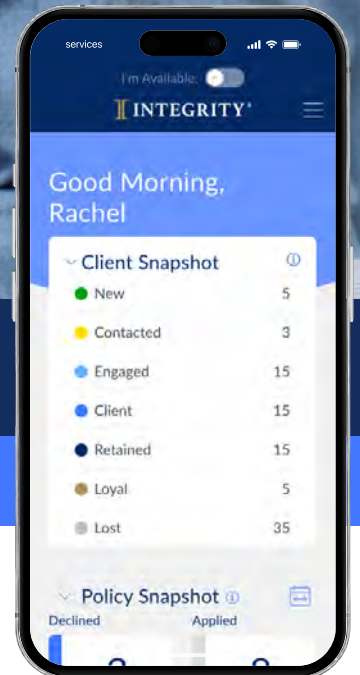 services
I'm Available:
INTEGRITY
Good Morning,
Rachel
Client Snapshot
New 5
Contacted 3
Engaged 15
Client 15
Retained 15
Loyal 5
Lost 35
Policy Snapshot
Declined Applied